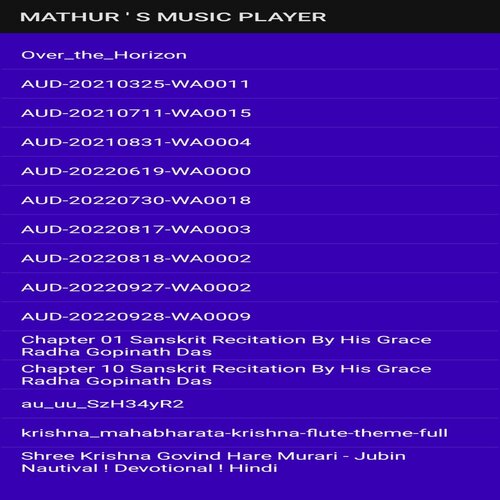 MATHUR ' S MUSIC PLAYER
Over_the_Horizon
AUD-20210325-WA0011
AUD-20210711-WA0015
AUD-20210831-WA0004
AUD-20220619-WA0000
AUD-20220730-WA0018
AUD-20220817-WA0003
AUD-20220818-WA0002
AUD-20220927-WA0002
AUD-20220928-WA0009
Chapter 01 Sanskrit Recitation By His Grace
Radha Gopinath Das
Chapter 10 Sanskrit Recitation By His Grace
Radha Gopinath Das
au_uu_SzH34yR2
krishna_mahabharata-krishna-flute-theme-full
Shree Krishna Govind Hare Murari - Jubin
Nautival ! Devotional ! Hindi